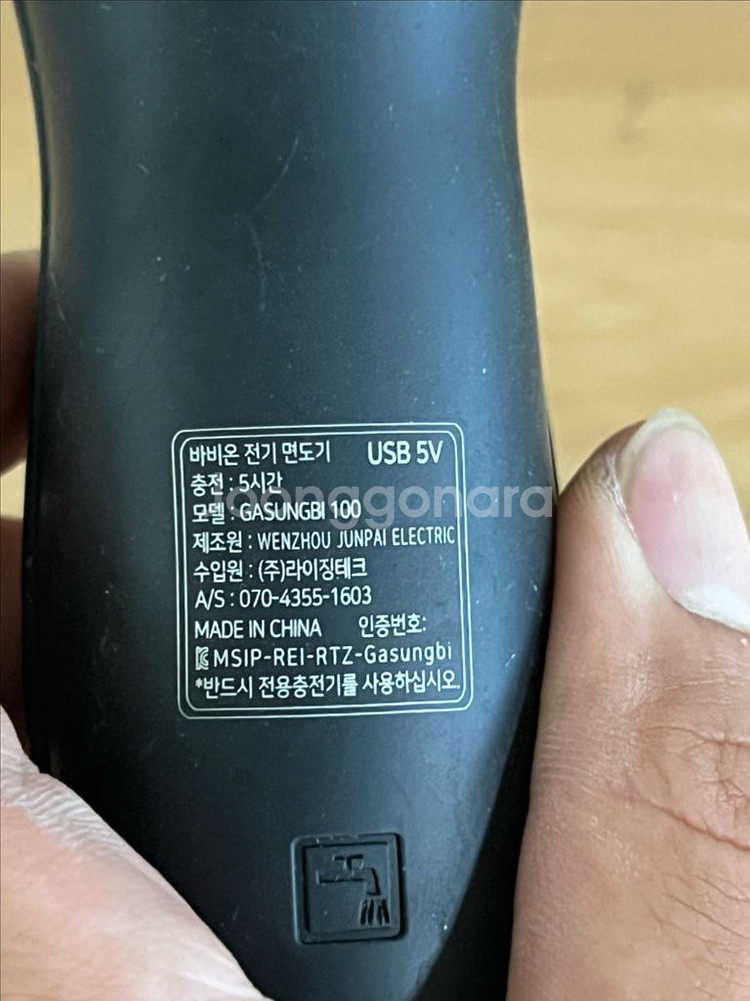 바비온 전기 면도기 USB 5V
충전 : 5시간
모델 : GASUNGBI 100
제조원 : WENZHOU JUNPAI ELECTRIC
수입원 : (주)라이징테크
A/S : 070-4355-1603
MADE IN CHINA 인증번호:
MSIP-REI-RTZ-Gasungbi
*반드시 전용충전기를 사용하십시오.
joonggonara